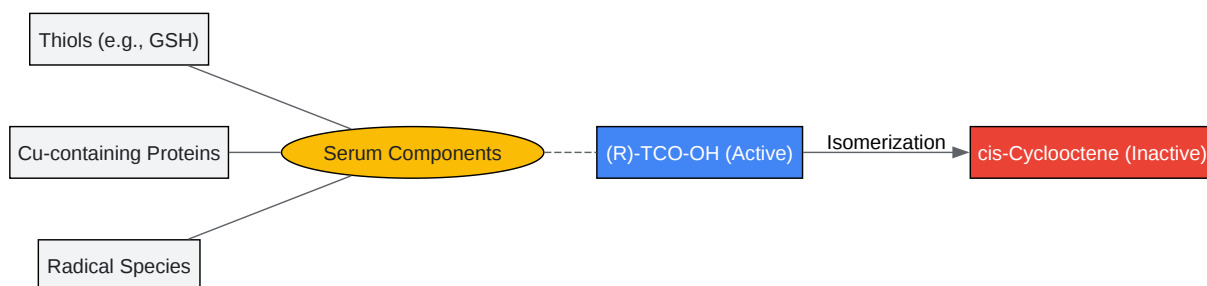 Thiols (e.g., GSH)
Cu-containing Proteins
Serum Components
(R)-TCO-OH (Active)
Isomerization
cis-Cyclooctene (Inactive)
Radical Species